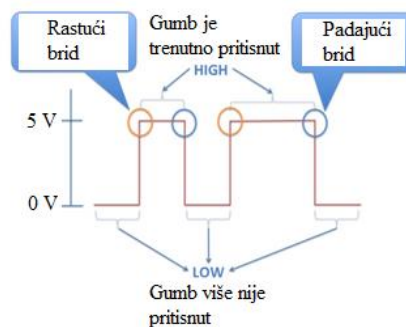 Rastući
brid
Gumb je
trenutno pritisnut
HIGH
Padajući
brid
5 V
0 V
LOW
Gumb više nije
pritisnut